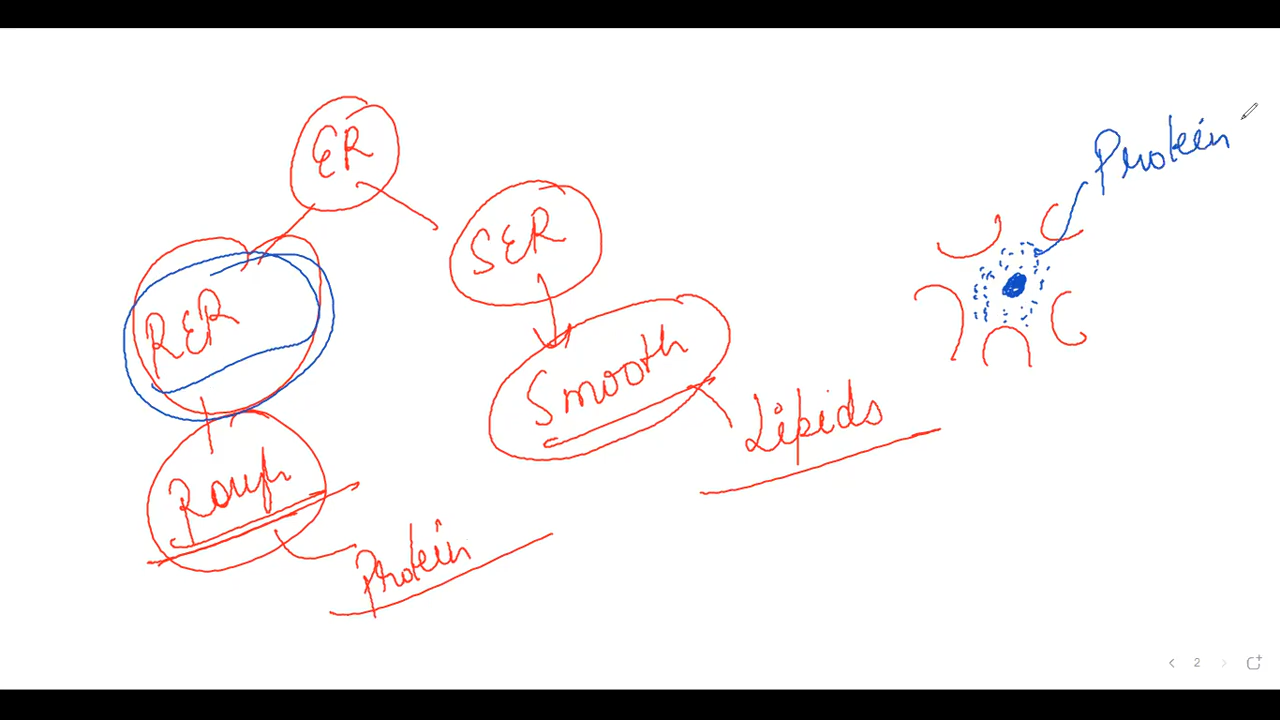 ER
Protein
SER
RER
Smooth
Lipids
Rough
Protein
2